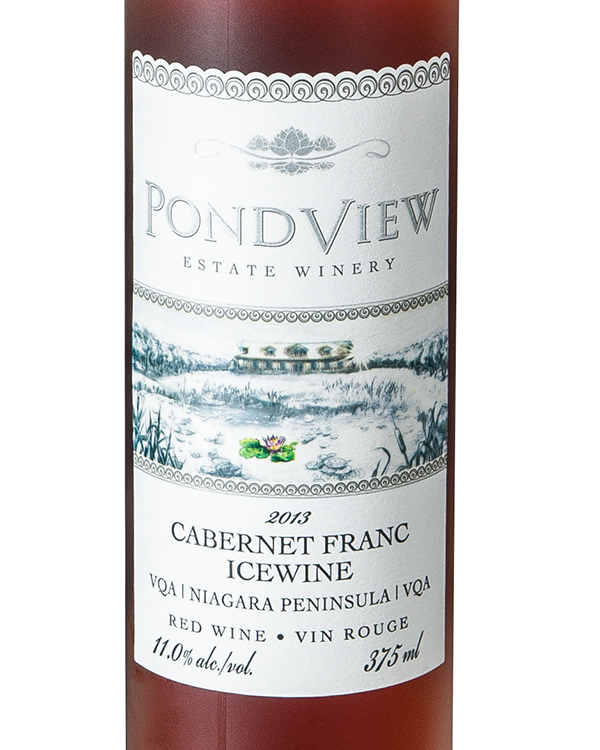 PONDVIEW
ESTATE WINERY
2013
CABERNET FRANC
ICEWINE
VQA | NIAGARA PENINSULA | VQA
RED WINE • VIN ROUGE
11.0% alc./vol. 375 ml